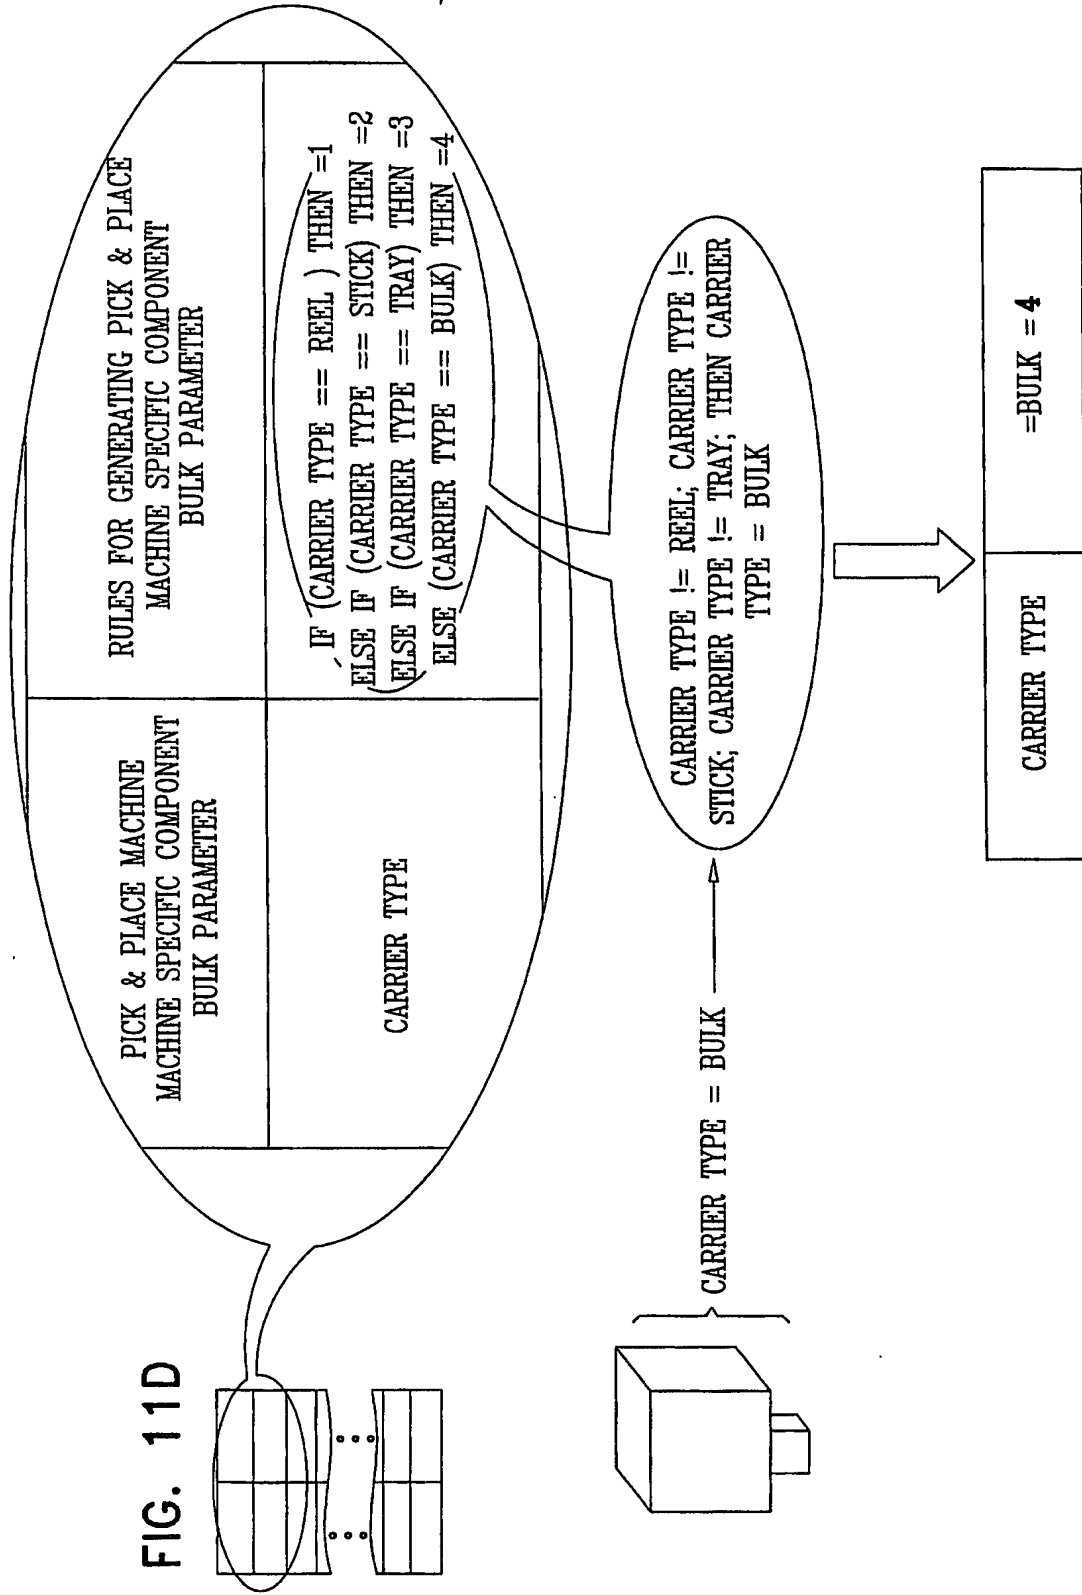 FIG. 11D
PICK & PLACE MACHINE
MACHINE SPECIFIC COMPONENT
BULK PARAMETER
RULES FOR GENERATING PICK & PLACE
MACHINE SPECIFIC COMPONENT
BULK PARAMETER
CARRIER TYPE
IF (CARRIER TYPE == REEL ) THEN =1
ELSE IF (CARRIER TYPE == STICK) THEN =2
ELSE IF (CARRIER TYPE == TRAY) THEN =3
ELSE (CARRIER TYPE == BULK) THEN =4
CARRIER TYPE = BULK
CARRIER TYPE != REEL; CARRIER TYPE !=
STICK; CARRIER TYPE != TRAY; THEN CARRIER
TYPE = BULK
CARRIER TYPE
=BULK =4